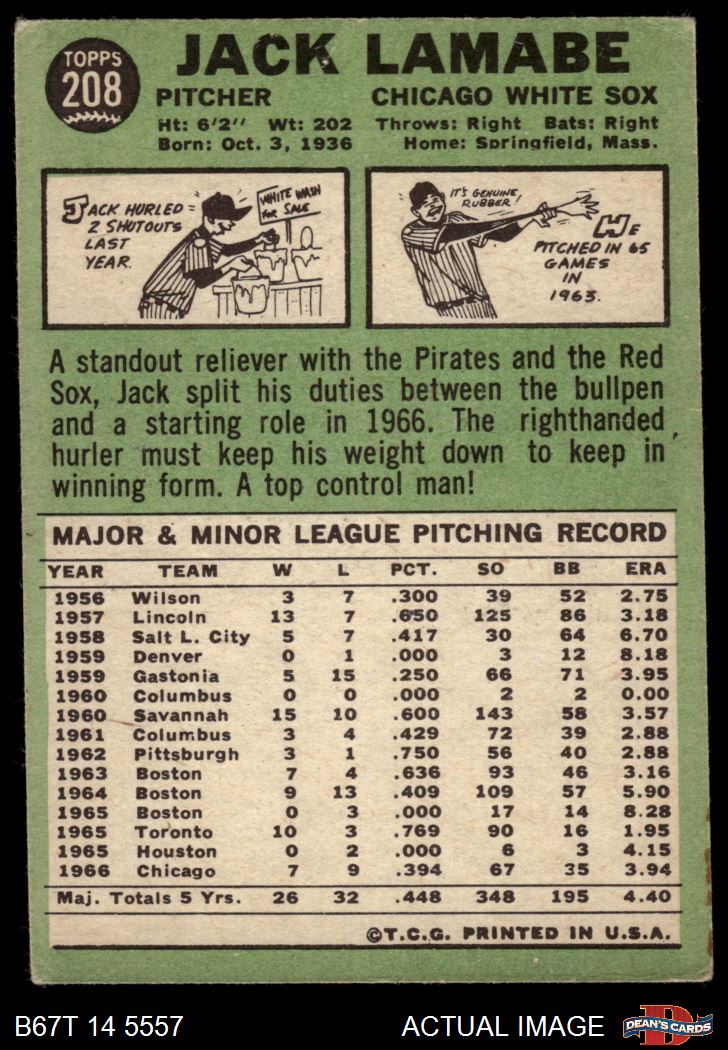 TOPPS
208
JACK LAMABE
PITCHER CHICAGO WHITE SOX
Ht: 6'2" Wt: 202 Throws: Right Bats: Right
Born: Oct. 3, 1936 Home: Springfield, Mass.
JACK HURLED
2 SHUTOUTS
LAST
YEAR.
WHITE WASH
FOR SALE
IT'S GENUINE
RUBBER!
HE
PITCHED IN 65
GAMES
IN
1963.
A standout reliever with the Pirates and the Red
Sox, Jack split his duties between the bullpen
and a starting role in 1966. The righthanded
hurler must keep his weight down to keep in
winning form. A top control man!
MAJOR & MINOR LEAGUE PITCHING RECORD
YEAR TEAM W L PCT. SO BB ERA
1956 Wilson 3 7 .300 39 52 2.75
1957 Lincoln 13 7 .650 125 86 3.18
1958 Salt L. City 5 7 .417 30 64 6.70
1959 Denver 0 1 .000 3 12 8.18
1959 Gastonia 5 15 .250 66 71 3.95
1960 Columbus 0 0 .000 2 2 0.00
1960 Savannah 15 10 .600 143 58 3.57
1961 Columbus 3 4 .429 72 39 2.88
1962 Pittsburgh 3 1 .750 56 40 2.88
1963 Boston 7 4 .636 93 46 3.16
1964 Boston 9 13 .409 109 57 5.90
1965 Boston 0 3 .000 17 14 8.28
1965 Toronto 10 3 .769 90 16 1.95
1965 Houston 0 2 .000 6 3 4.15
1966 Chicago 7 9 .394 67 35 3.94
Maj. Totals 5 Yrs. 26 32 .448 348 195 4.40
©T.C.G. PRINTED IN U.S.A.
B67T 14 5557 ACTUAL IMAGE
D
DEAN'S CARDS